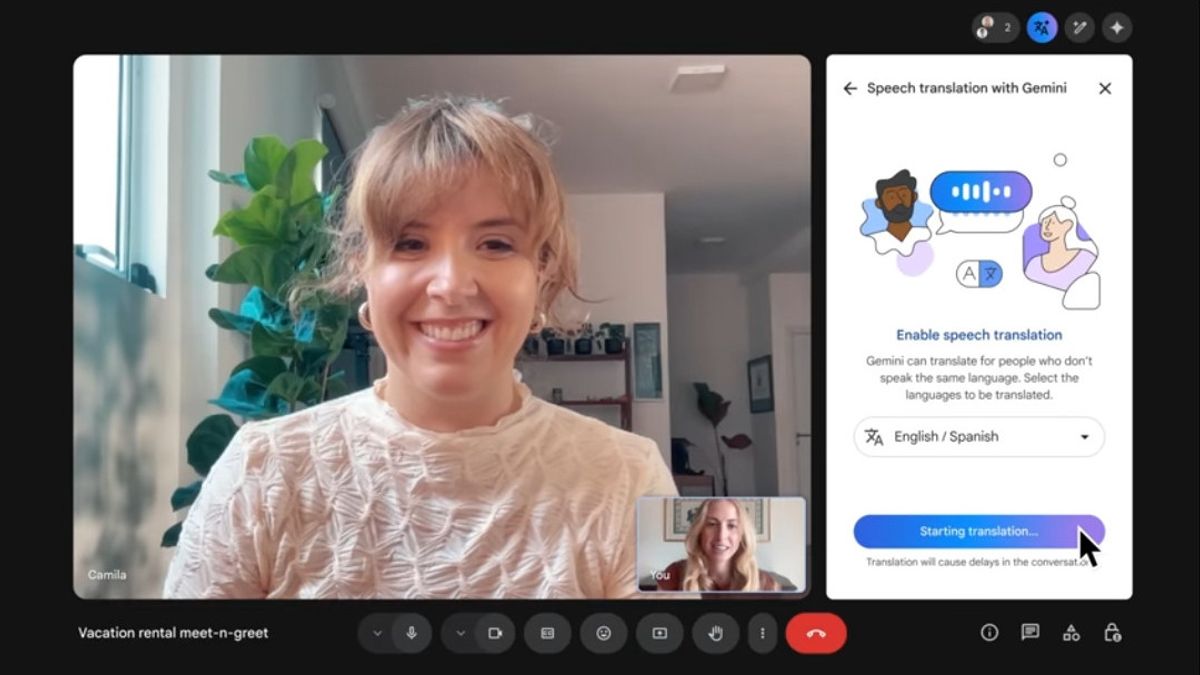 2
Speech translation with Gemini
Enable speech translation
Gemini can translate for people who don't
speak the same language. Select the
languages to be translated.
English / Spanish
Starting translation...
Translation will cause delays in the
Camila
You
Vacation rental meet-n-greet